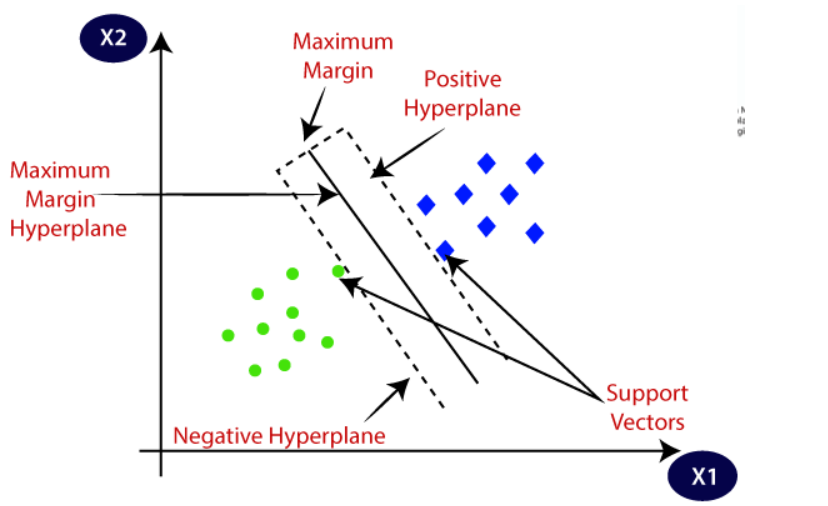 X2
Maximum
Margin
Positive
Hyperplane
Maximum
Margin
Hyperplane
Support
Vectors
Negative Hyperplane
X1